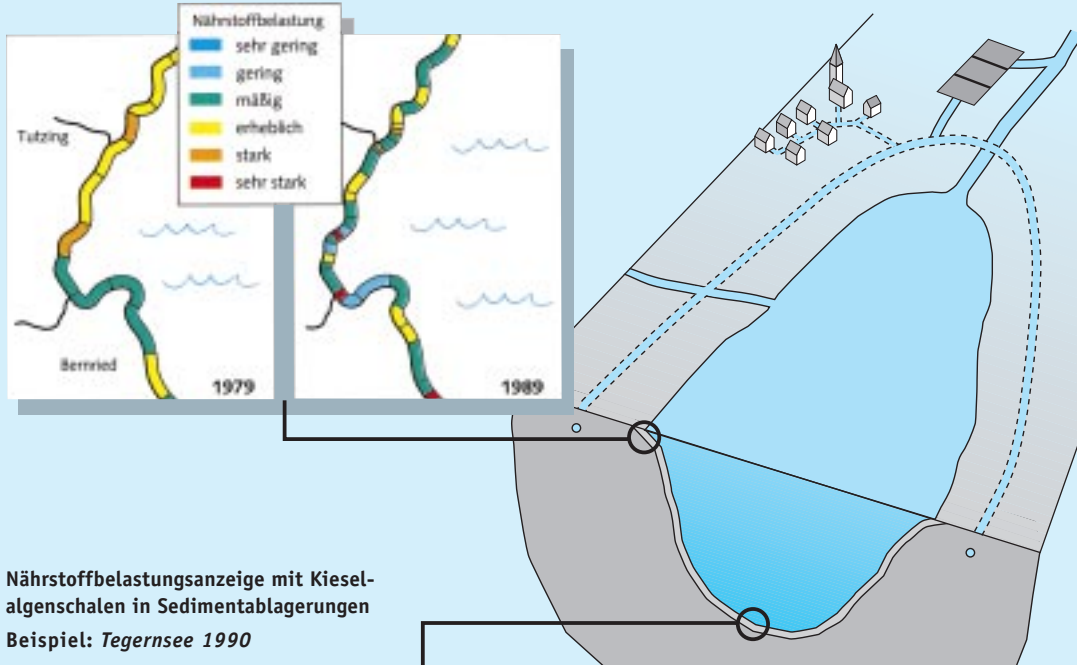 Nährstoffbelastung
sehr gering
gering
mäßig
erheblich
stark
sehr stark
Tutzing
Bernried
1979
1989
Nährstoffbelastungsanzeige mit Kiesel-
algenschalen in Sedimentablagerungen
Beispiel: Tegernsee 1990